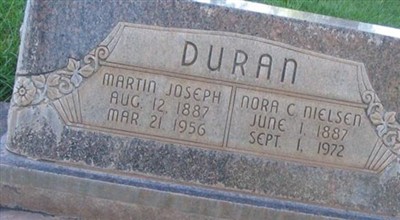 DURAN
MARTIN JOSEPH
AUG. 12, 1887
MAR. 21, 1956
NORA C. NIELSEN
JUNE 1, 1887
SEPT. 1, 1972